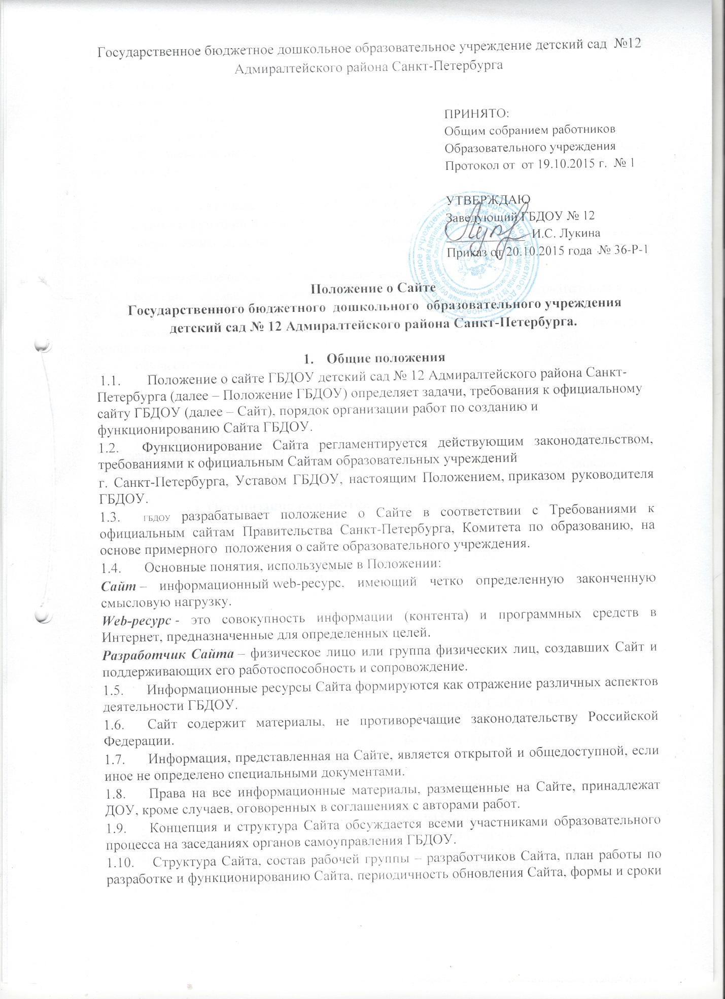 Государственное бюджетное дошкольное образовательное учреждение детский сад №12
Адмиралтейского района Санкт-Петербурга
ПРИНЯТО:
Общим собранием работников
Образовательного учреждения
Протокол от от 19.10.2015 г. № 1
УТВЕРЖДАЮ
Заведующий ГБДОУ № 12
И.С. Лукина
Приказ от 20.10.2015 года № 36-Р-1
Положение о Сайте
Государственного бюджетного дошкольного образовательного учреждения
детский сад № 12 Адмиралтейского района Санкт-Петербурга.
1. Общие положения
1.1. Положение о сайте ГБДОУ детский сад № 12 Адмиралтейского района Санкт-
Петербурга (далее – Положение ГБДОУ) определяет задачи, требования к официальному
сайту ГБДОУ (далее – Сайт), порядок организации работ по созданию и
функционированию Сайта ГБДОУ.
1.2. Функционирование Сайта регламентируется действующим законодательством,
требованиями к официальным Сайтам образовательных учреждений
г. Санкт-Петербурга, Уставом ГБДОУ, настоящим Положением, приказом руководителя
ГБДОУ.
1.3. ГБДОУ разрабатывает положение о Сайте в соответствии с Требованиями к
официальным сайтам Правительства Санкт-Петербурга, Комитета по образованию, на
основе примерного положения о сайте образовательного учреждения.
1.4. Основные понятия, используемые в Положении:
Сайт – информационный web-ресурс, имеющий четко определенную законченную
смысловую нагрузку.
Web-ресурс - это совокупность информации (контента) и программных средств в
Интернет, предназначенные для определенных целей.
Разработчик Сайта – физическое лицо или группа физических лиц, создавших Сайт и
поддерживающих его работоспособность и сопровождение.
1.5. Информационные ресурсы Сайта формируются как отражение различных аспектов
деятельности ГБДОУ.
1.6. Сайт содержит материалы, не противоречащие законодательству Российской
Федерации.
1.7. Информация, представленная на Сайте, является открытой и общедоступной, если
иное не определено специальными документами.
1.8. Права на все информационные материалы, размещенные на Сайте, принадлежат
ДОУ, кроме случаев, оговоренных в соглашениях с авторами работ.
1.9. Концепция и структура Сайта обсуждается всеми участниками образовательного
процесса на заседаниях органов самоуправления ГБДОУ.
1.10. Структура Сайта, состав рабочей группы – разработчиков Сайта, план работы по
разработке и функционированию Сайта, периодичность обновления Сайта, формы и сроки